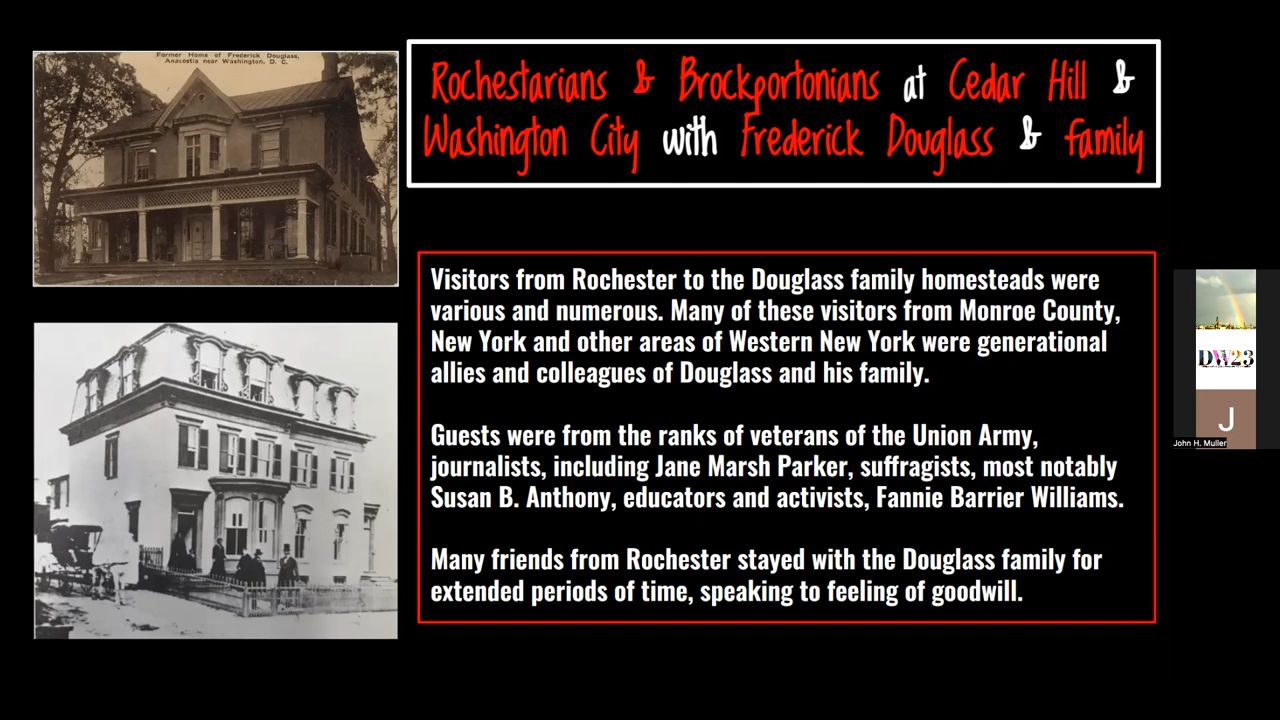 Former Home of Frederick Douglass,
Anacostia near Washington, D. C.
Rochestarians & Brockportonians at Cedar Hill &
Washington City with Frederick Douglass & family
Visitors from Rochester to the Douglass family homesteads were
various and numerous. Many of these visitors from Monroe County,
New York and other areas of Western New York were generational
allies and colleagues of Douglass and his family.
Guests were from the ranks of veterans of the Union Army,
journalists, including Jane Marsh Parker, suffragists, most notably
Susan B. Anthony, educators and activists, Fannie Barrier Williams.
Many friends from Rochester stayed with the Douglass family for
extended periods of time, speaking to feeling of goodwill.
DW23
J
John H. Muller